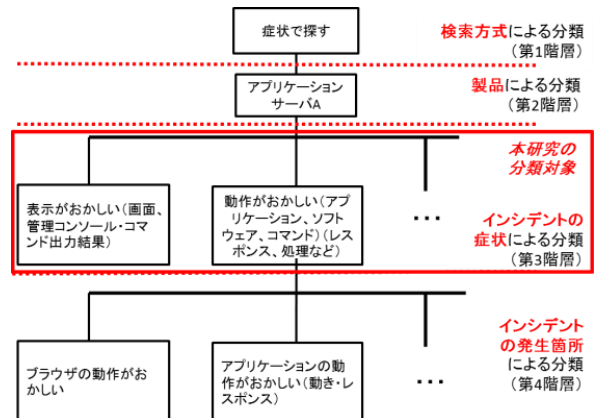 症状で探す
検索方式による分類
（第1階層）
アプリケーション
サーバA
製品による分類
（第2階層）
本研究の
分類対象
表示がおかしい（画面、
管理コンソール・コマ
ンド出力結果）
動作がおかしい（アプ
リケーション、ソフト
ウェア、コマンド）（レス
ポンス、処理など）
･･･
インシデントの
症状による分類
（第3階層）
ブラウザの動作がお
かしい
アプリケーションの動
作がおかしい（動き・レ
スポンス）
･･･
インシデント
の発生箇所
による分類
（第4階層）